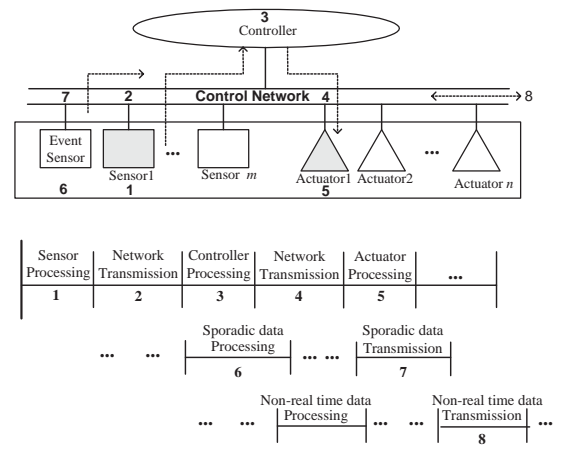 3
Controller
7 2 Control Network 4 8
Event
Sensor
...
...
Sensor1
Sensor m
Actuator1
Actuator2
Actuator n
6
1
5
Sensor
Processing
Network
Transmission
Controller
Processing
Network
Transmission
Actuator
Processing
...
1 2 3 4 5
Sporadic data
Processing
Sporadic data
Transmission
... ... ... ...
6
7
Non-real time data
Processing
Non-real time data
Transmission
... ... ... ... ...
8